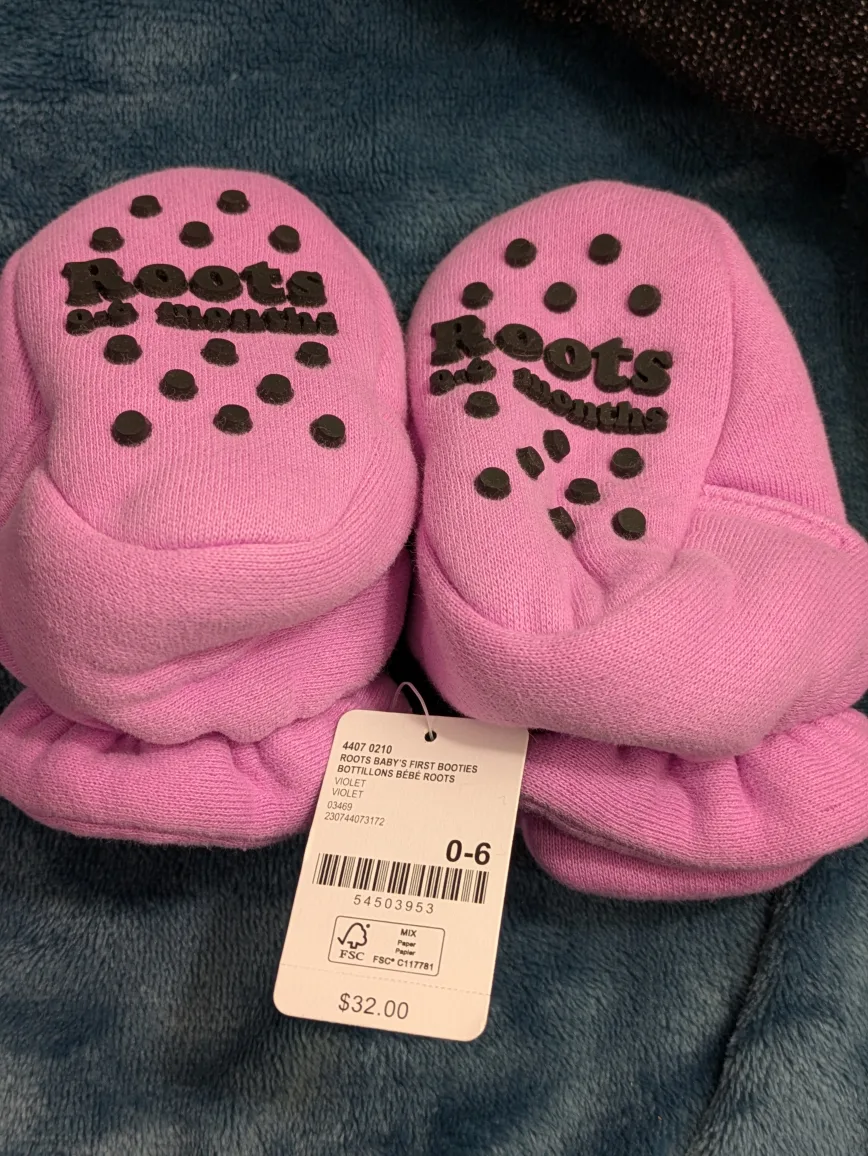 Roots
0-6 months
Roots
0-6 months
4407 0210
ROOTS BABY'S FIRST BOOTIES
BOTTILLONS BÉBÉ ROOTS
VIOLET
VIOLET
03469
230744073172
0-6
54503953
MIX
Paper
Papier
FSC
FSC® C117781
$32.00